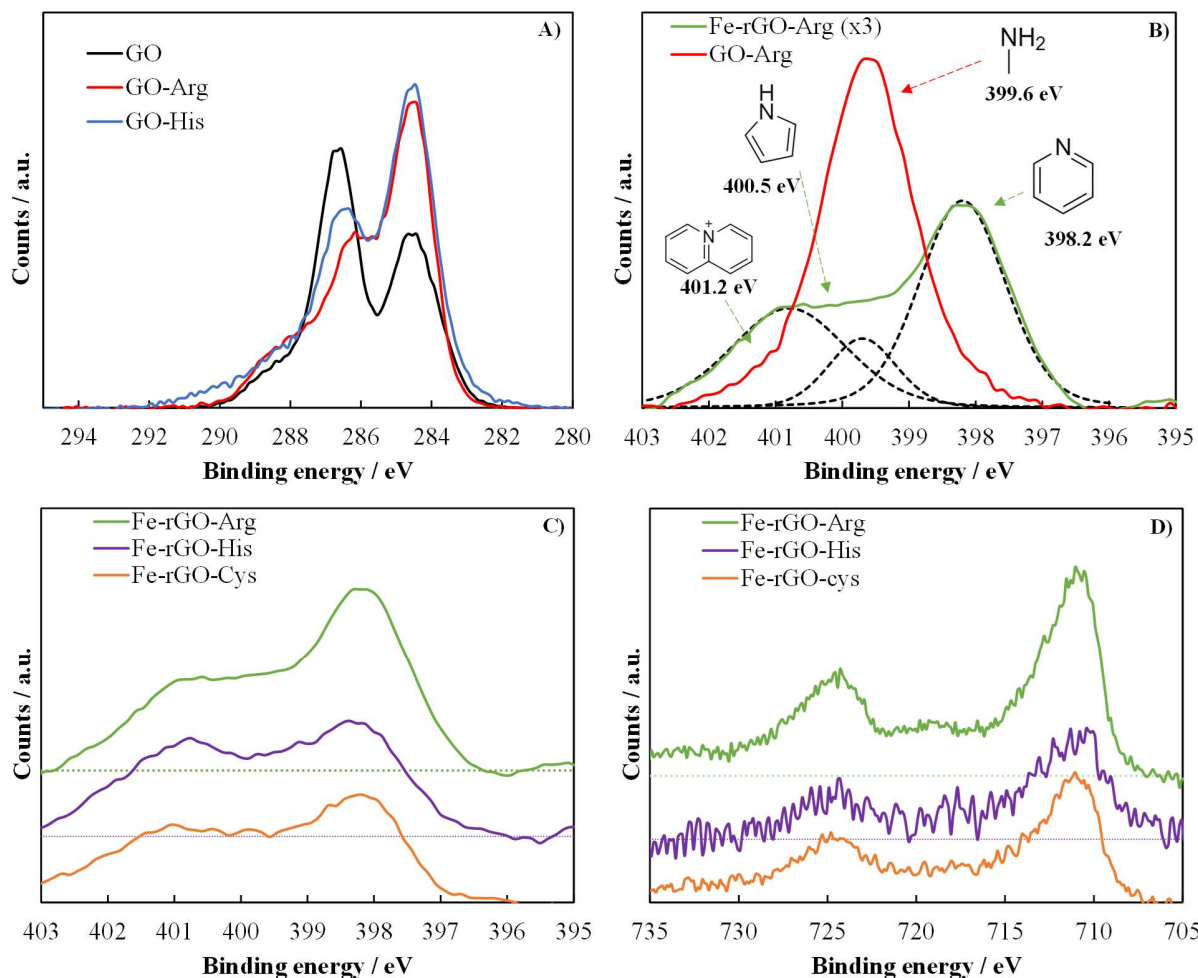 A)
GO
GO-Arg
GO-His
Counts / a.u.
294 292 290 288 286 284 282 280
Binding energy / eV
B)
Fe-rGO-Arg (x3)
GO-Arg
NH2
399.6 eV
H
N
400.5 eV
N
398.2 eV
N+
401.2 eV
Counts / a.u.
403 402 401 400 399 398 397 396 395
Binding energy / eV
C)
Fe-rGO-Arg
Fe-rGO-His
Fe-rGO-Cys
Counts / a.u.
403 402 401 400 399 398 397 396 395
Binding energy / eV
D)
Fe-rGO-Arg
Fe-rGO-His
Fe-rGO-cys
Counts / a.u.
735 730 725 720 715 710 705
Binding energy / eV